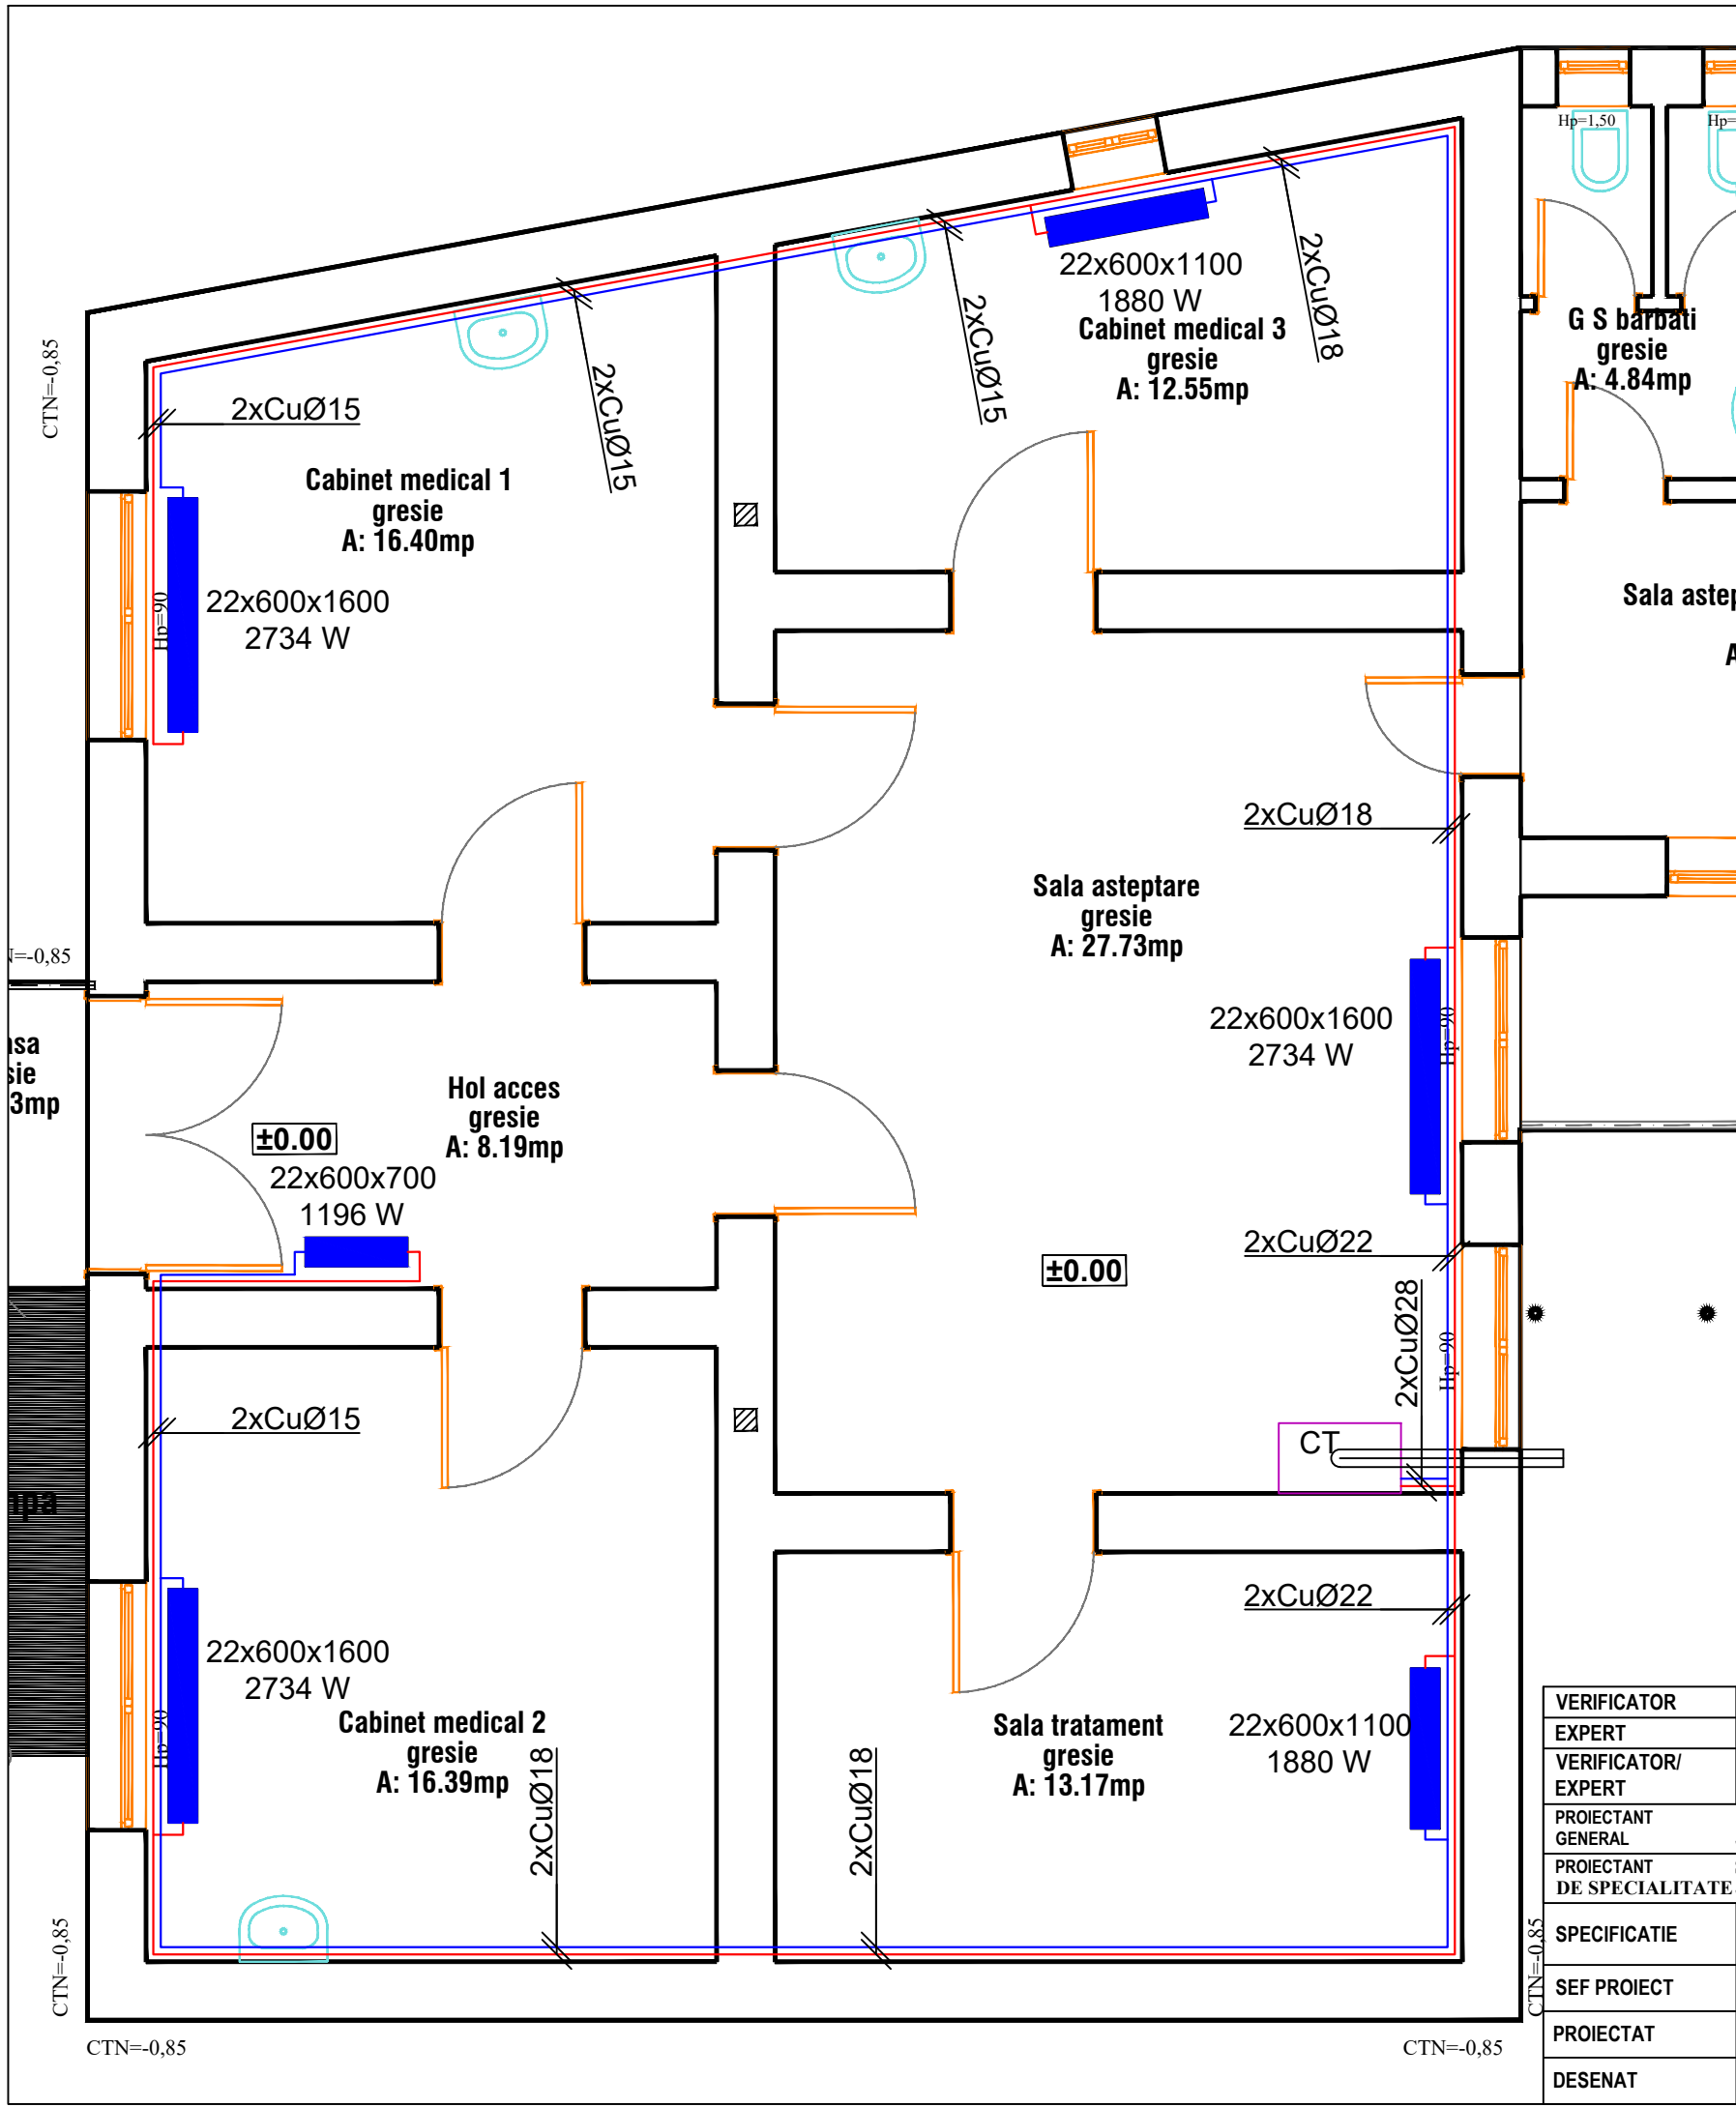 Hp=1,50
Hp=
CTN=-0,85
22x600x1100
1880 W
Cabinet medical 3
gresie
A: 12.55mp
2xCuØ18
2xCuØ15
2xCuØ15
2xCuØ15
G S barbati
gresie
A: 4.84mp
Cabinet medical 1
gresie
A: 16.40mp
22x600x1600
2734 W
Hp=90
Sala astep
A
2xCuØ18
Sala asteptare
gresie
A: 27.73mp
N=-0,85
22x600x1600
2734 W
Hp=90
asa
sie
3mp
Hol acces
gresie
A: 8.19mp
±0.00
22x600x700
1196 W
2xCuØ22
±0.00
2xCuØ28
Hp=90
2xCuØ15
CT
mpa
2xCuØ22
22x600x1600
2734 W
Hp=90
Cabinet medical 2
gresie
A: 16.39mp
2xCuØ18
2xCuØ18
Sala tratament
gresie
A: 13.17mp
22x600x1100
1880 W
VERIFICATOR
EXPERT
VERIFICATOR/
EXPERT
PROIECTANT
GENERAL
PROIECTANT
DE SPECIALITATE
SPECIFICATIE
SEF PROIECT
PROIECTAT
DESENAT
CTN=-0,85
CTN=-0,85
CTN=-0,85
CTN=-0,85